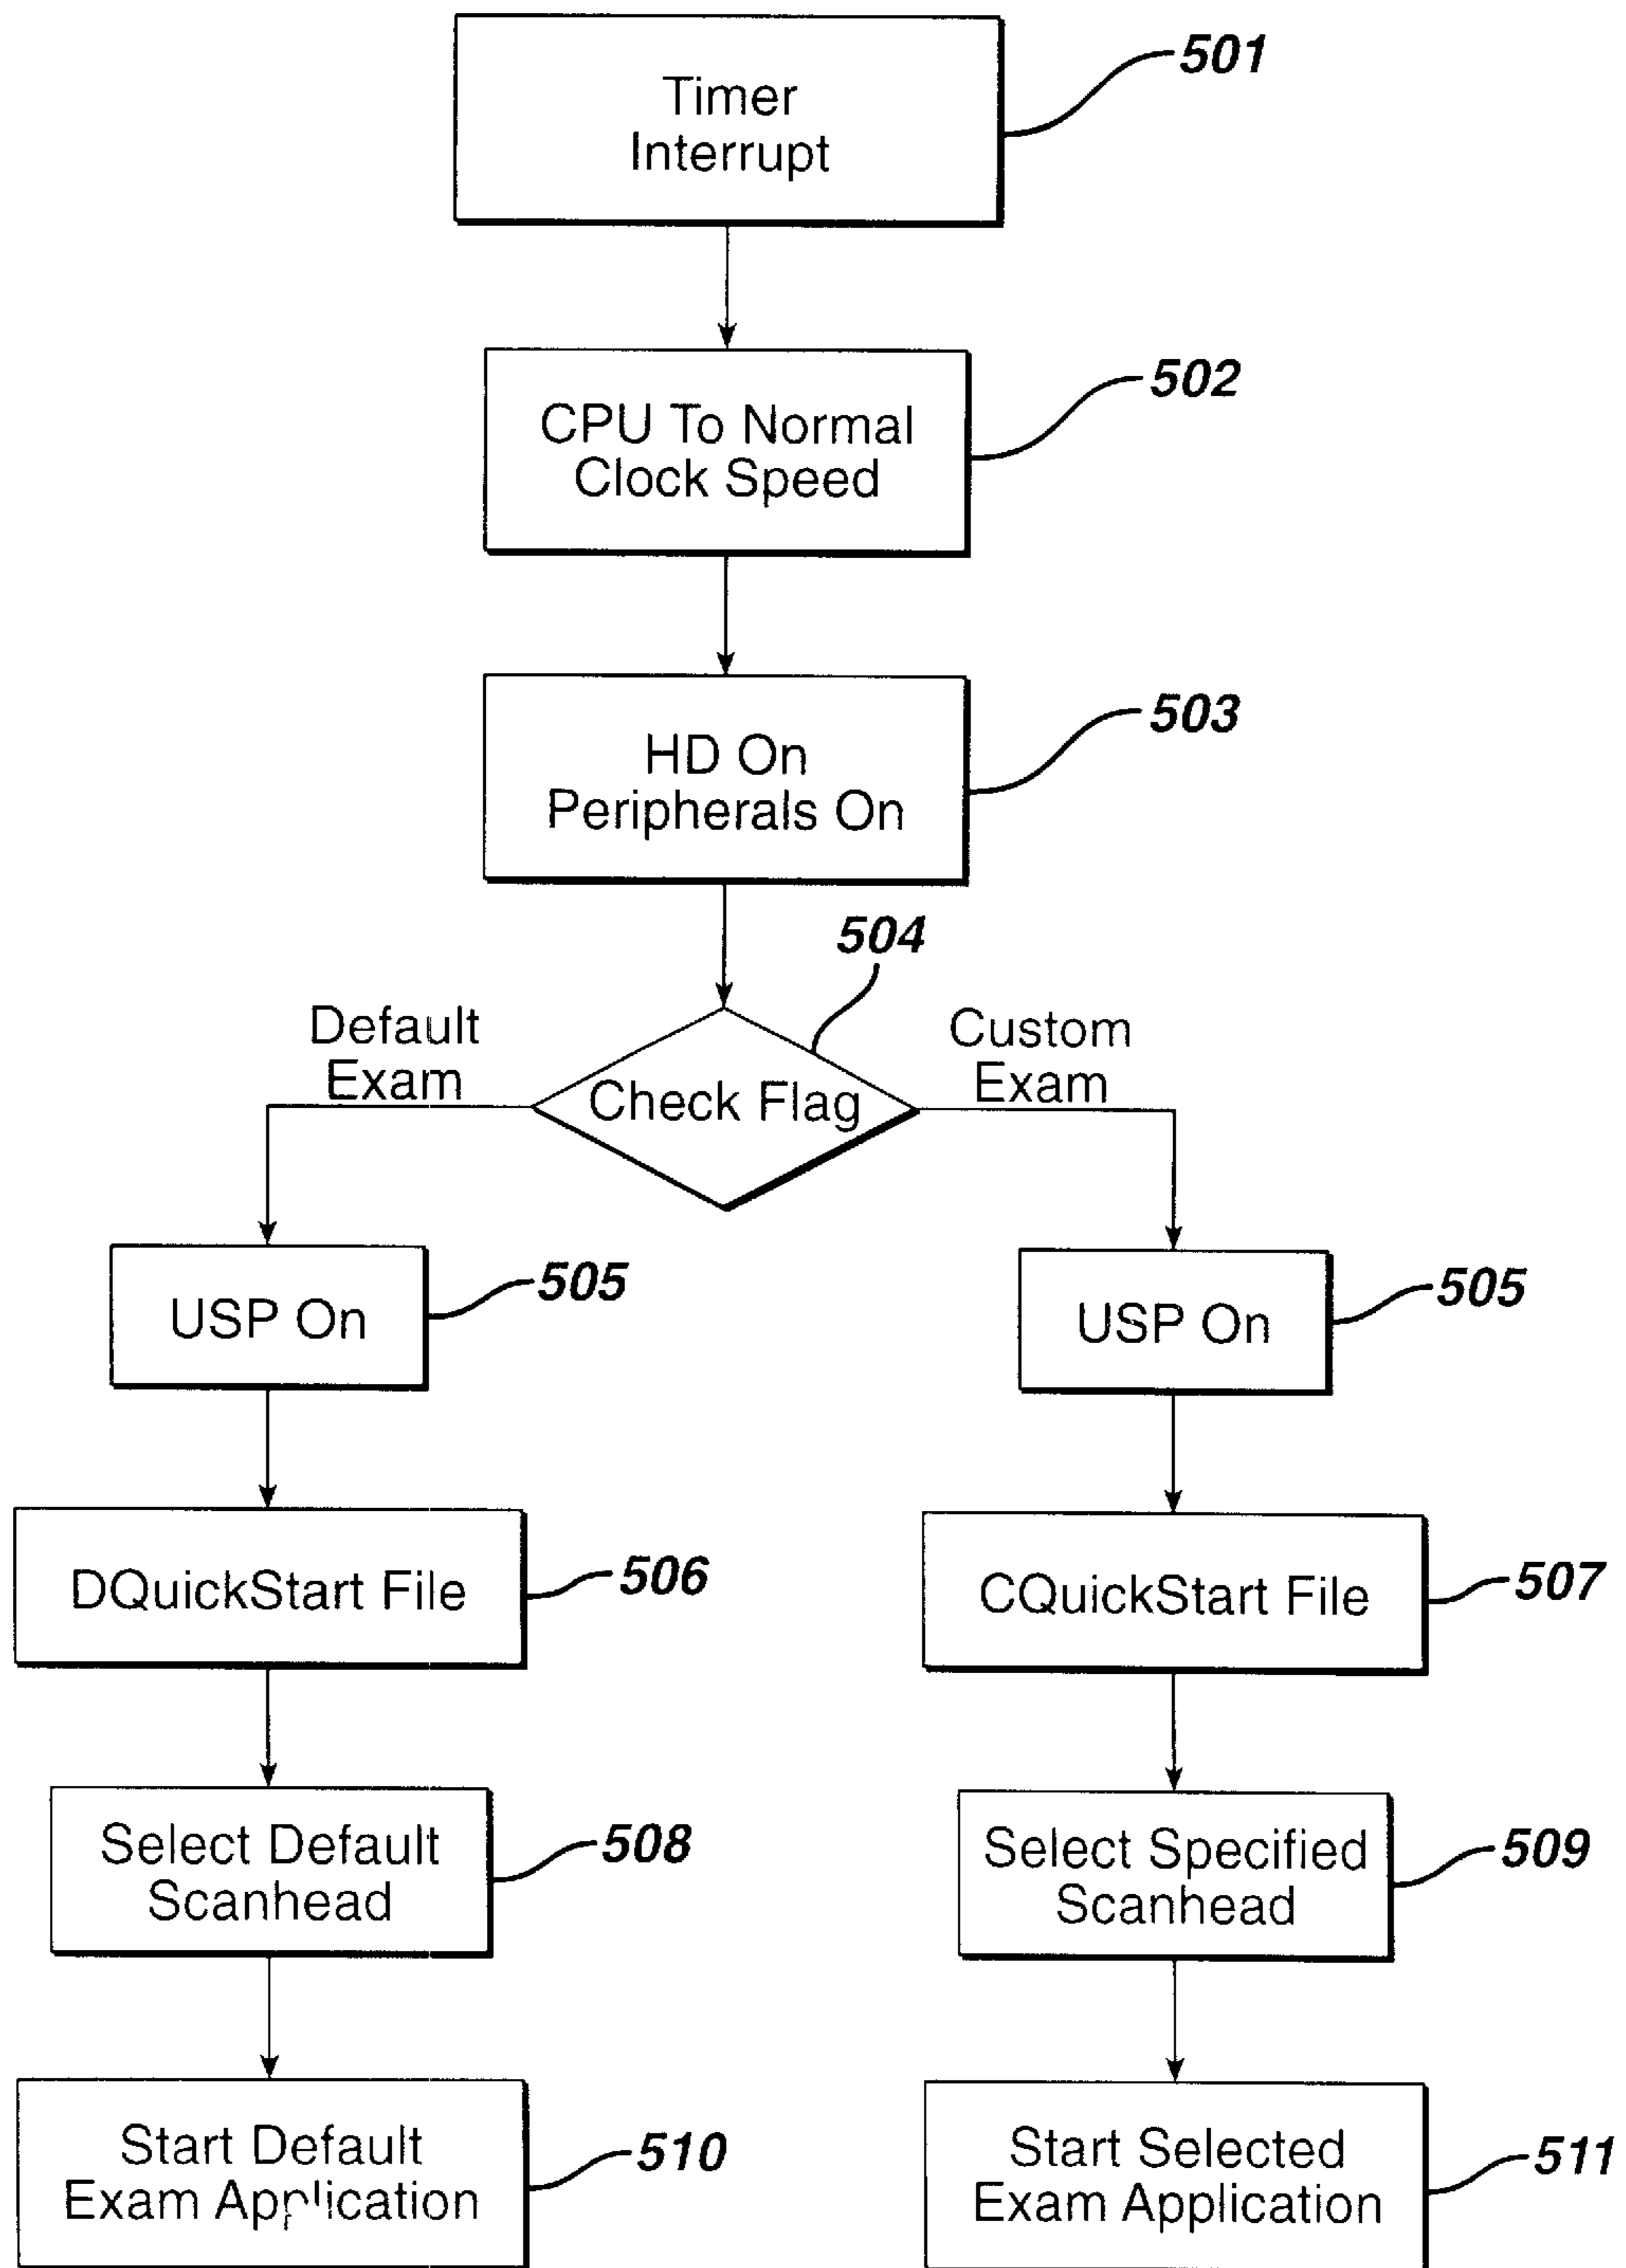 Timer
Interrupt
501
CPU To Normal
Clock Speed
502
HD On
Peripherals On
503
504
Default
Exam
Check Flag
Custom
Exam
USP On
505
USP On
505
DQuickStart File
506
CQuickStart File
507
Select Default
Scanhead
508
Select Specified
Scanhead
509
Start Default
Exam Application
510
Start Selected
Exam Application
511